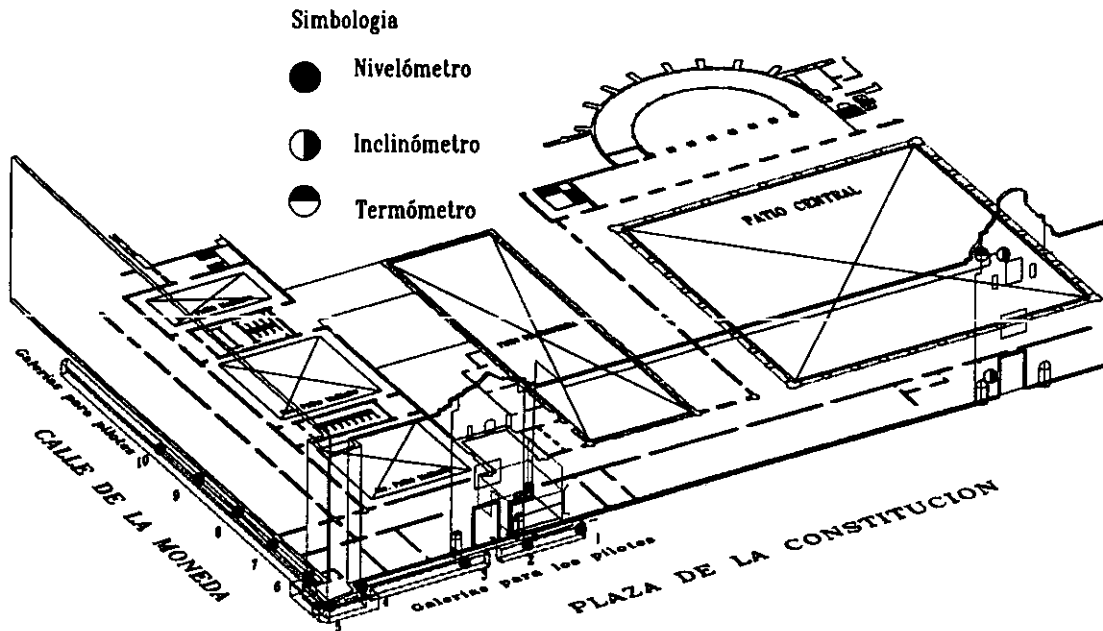 Simbologia
Nivelómetro
Inclinómetro
Termómetro
PATIO CENTRAL
Galerias para pilotes
CALLE DE LA MONEDA
10
9
8
7
6
5
4
3
2
1
Galerias para los pilotes
PLAZA DE LA CONSTITUCION